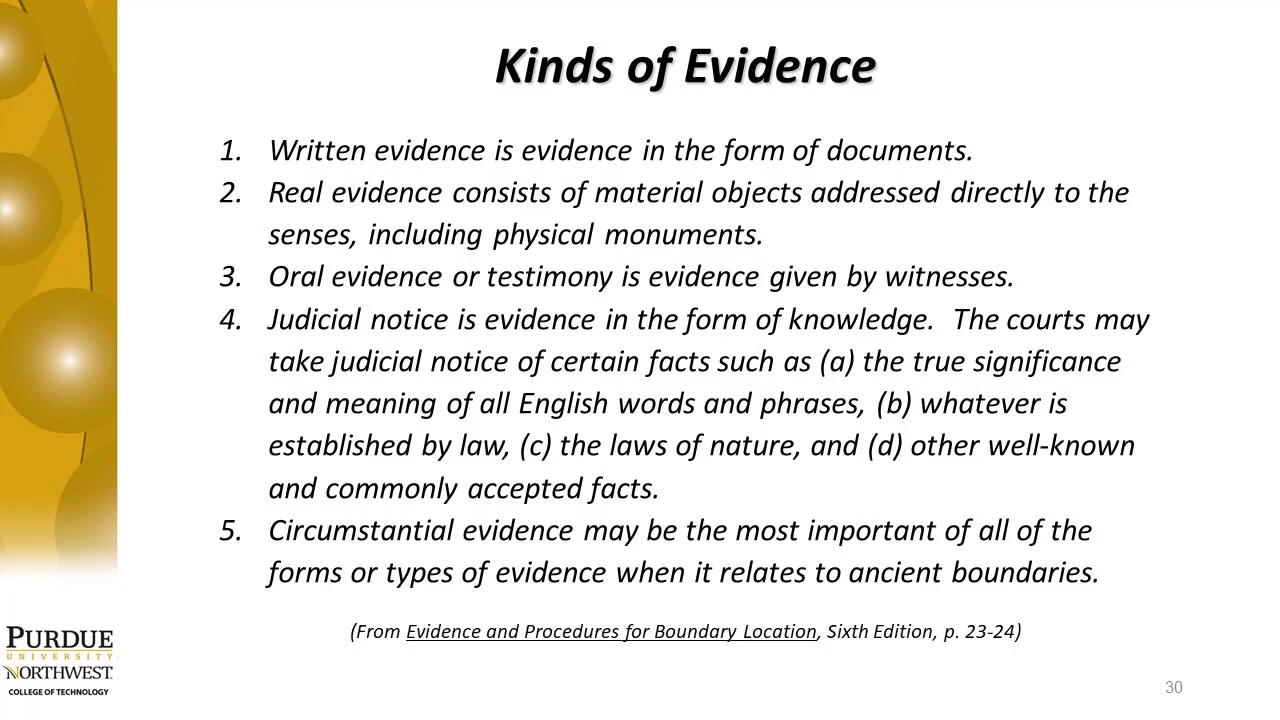 Kinds of Evidence
1. Written evidence is evidence in the form of documents.
2. Real evidence consists of material objects addressed directly to the
senses, including physical monuments.
3. Oral evidence or testimony is evidence given by witnesses.
4. Judicial notice is evidence in the form of knowledge. The courts may
take judicial notice of certain facts such as (a) the true significance
and meaning of all English words and phrases, (b) whatever is
established by law, (c) the laws of nature, and (d) other well-known
and commonly accepted facts.
5. Circumstantial evidence may be the most important of all of the
forms or types of evidence when it relates to ancient boundaries.
(From Evidence and Procedures for Boundary Location, Sixth Edition, p. 23-24)
PURDUE
UNIVERSITY
NORTHWEST
COLLEGE OF TECHNOLOGY
30